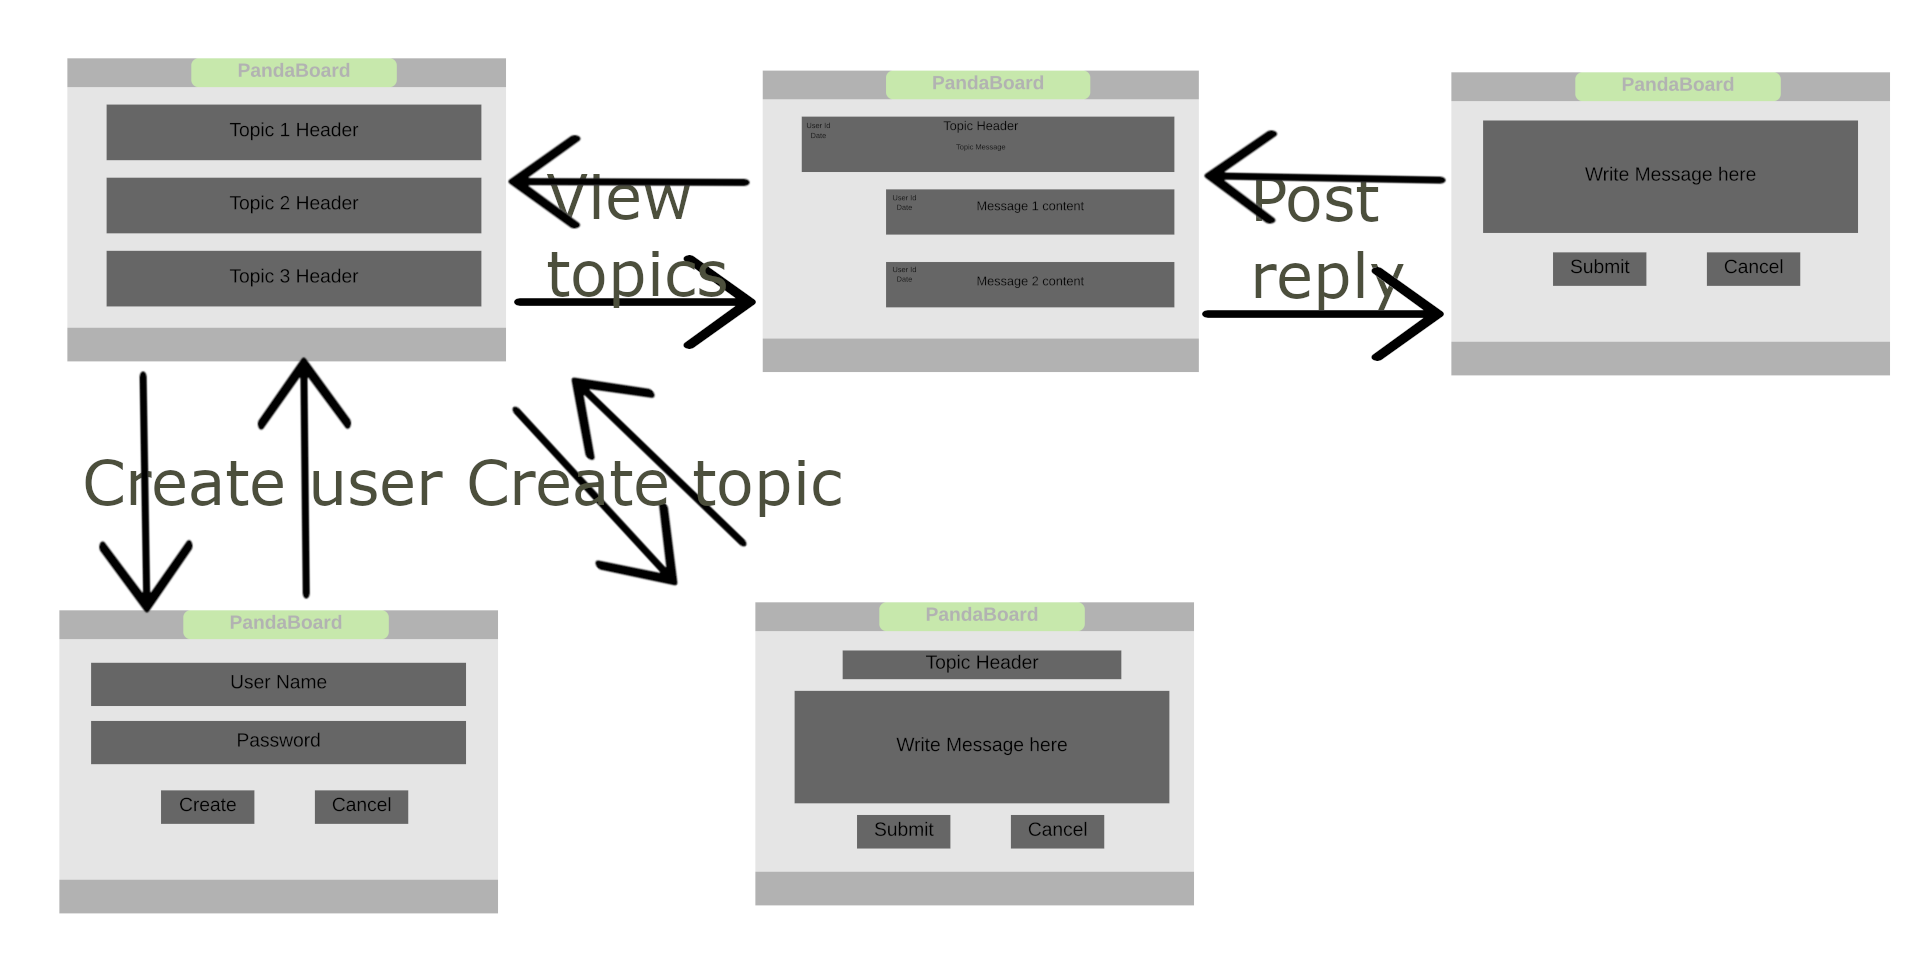 PandaBoard
Topic 1 Header
Topic 2 Header
Topic 3 Header
View
topics
PandaBoard
User Id
Date
Topic Header
Topic Message
User Id
Date
Message 1 content
User Id
Date
Message 2 content
Post
reply
PandaBoard
Write Message here
Submit
Cancel
Create user
Create topic
PandaBoard
User Name
Password
Create
Cancel
PandaBoard
Topic Header
Write Message here
Submit
Cancel